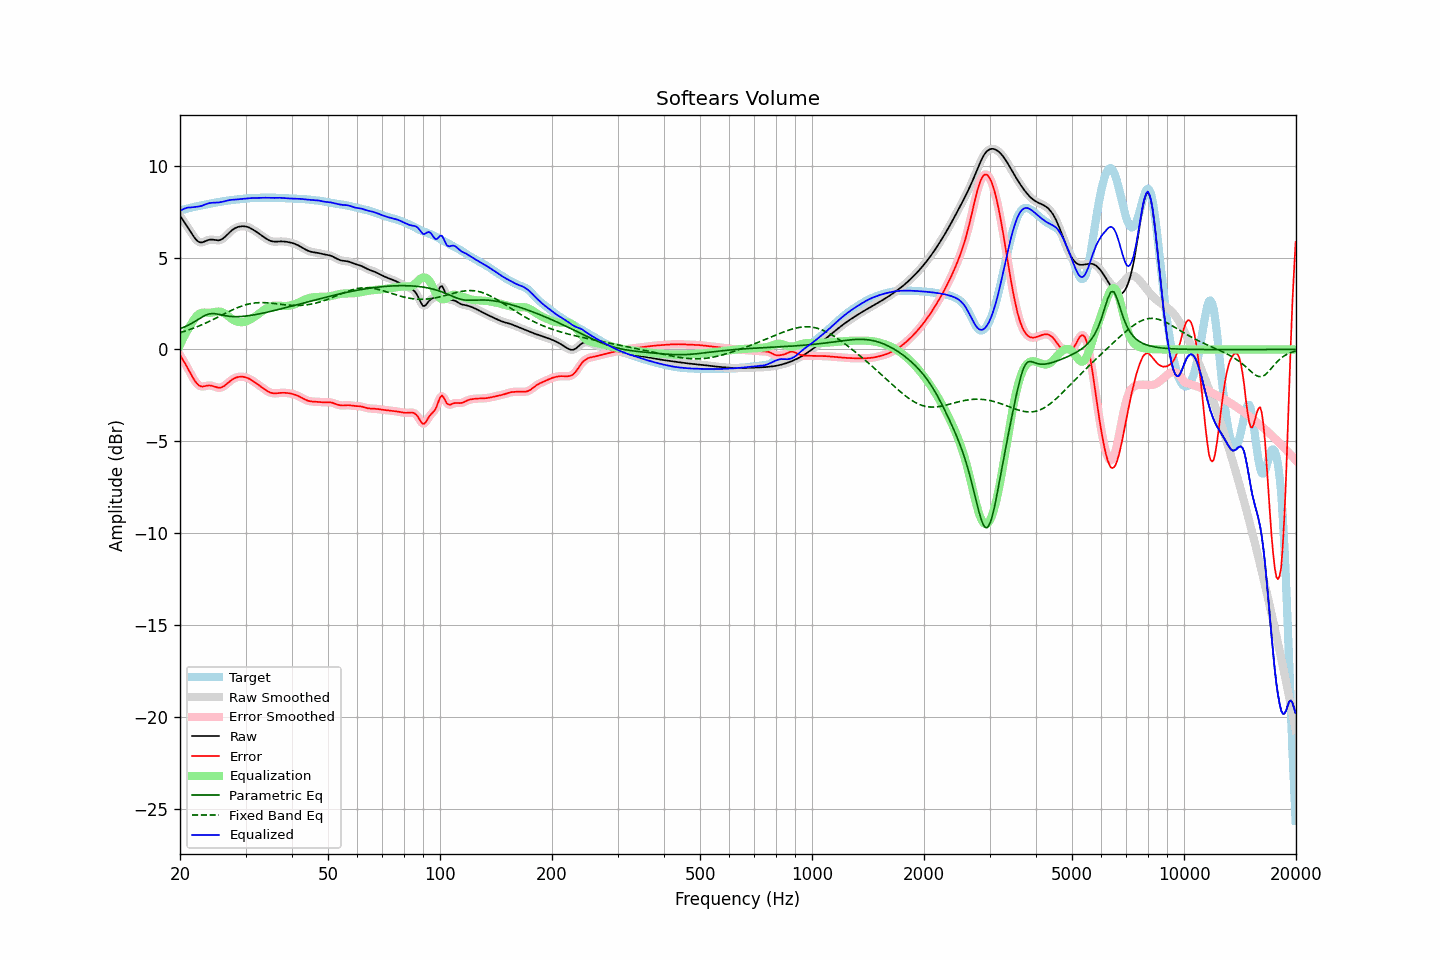 Softears Volume
Amplitude (dBr)
10
5
0
−5
−10
−15
−20
−25
Target
Raw Smoothed
Error Smoothed
Raw
Error
Equalization
Parametric Eq
Fixed Band Eq
Equalized
20 50 100 200 500 1000 2000 5000 10000 20000
Frequency (Hz)